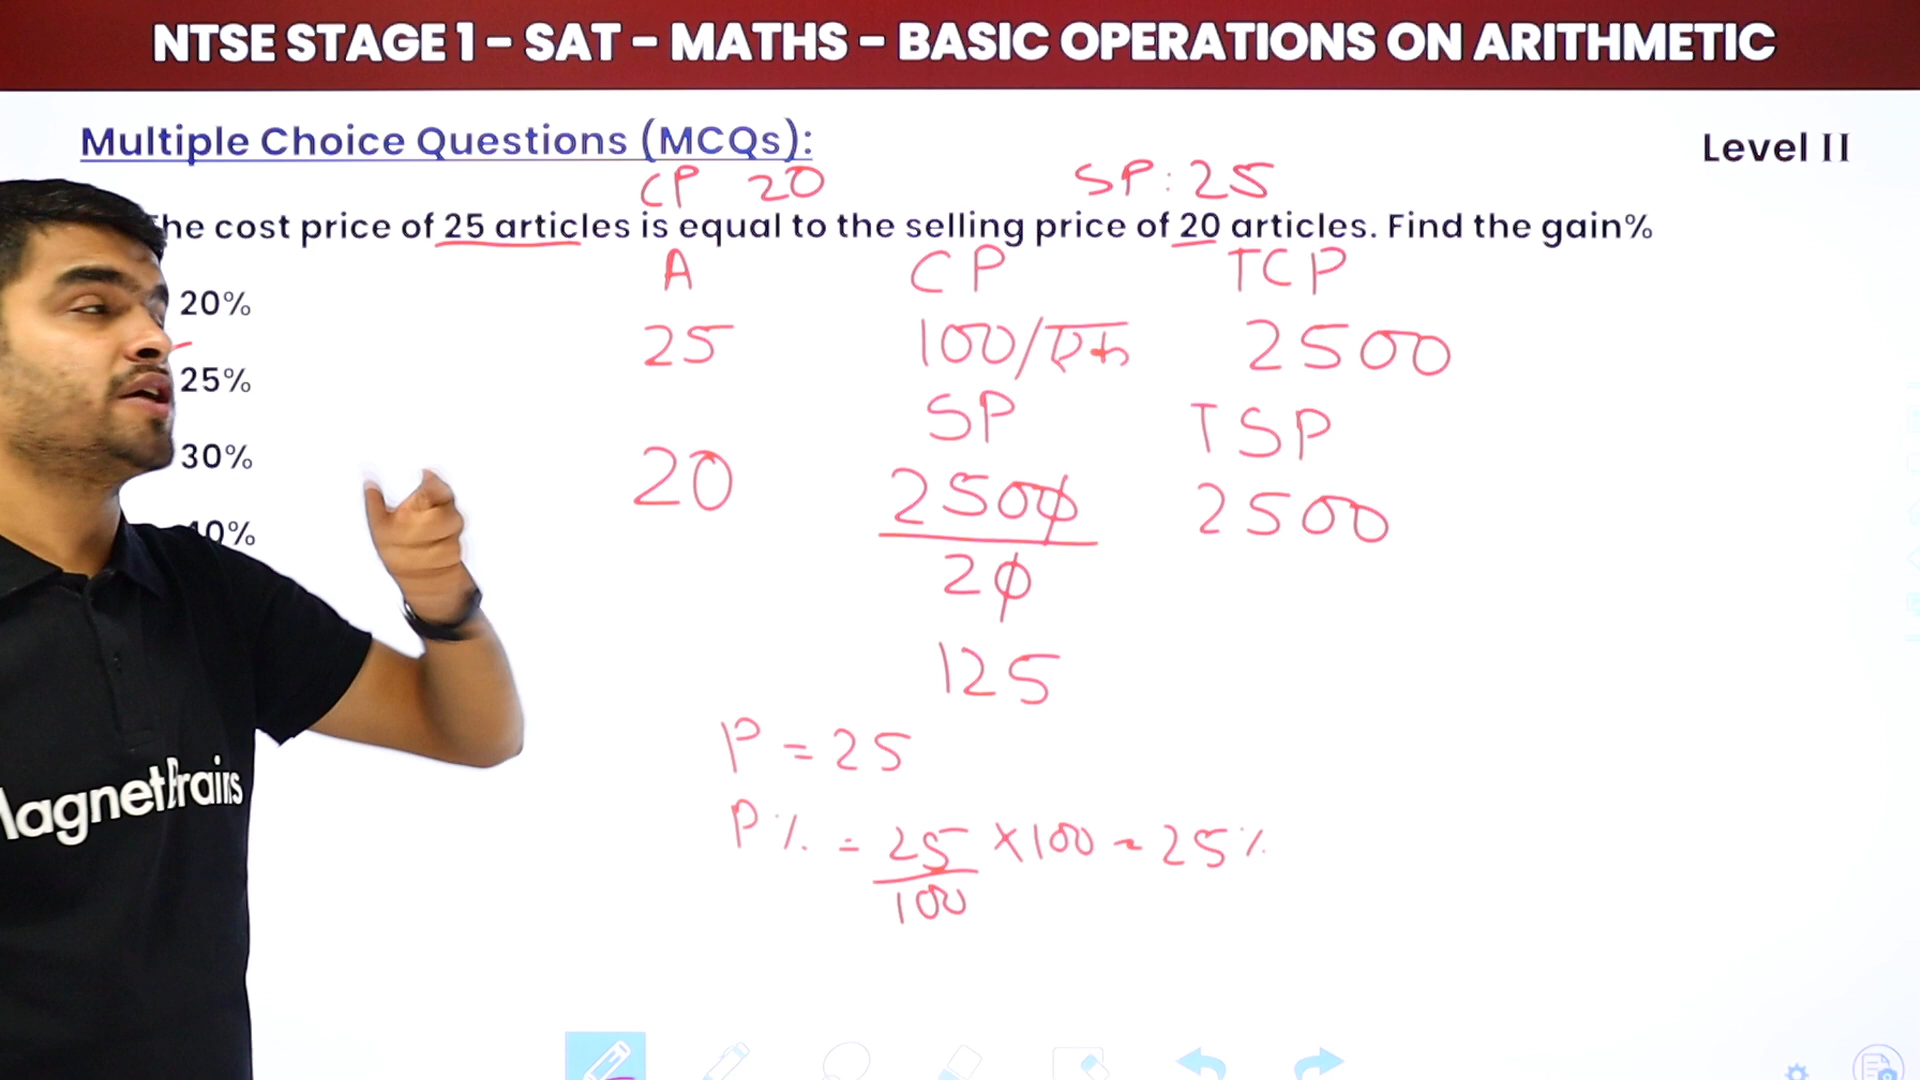 NTSE STAGE 1 - SAT - MATHS - BASIC OPERATIONS ON ARITHMETIC
Multiple Choice Questions (MCQs):
Level II
CP 20 SP: 25
he cost price of 25 articles is equal to the selling price of 20 articles. Find the gain%
A CP TCP
20%
25 100/एक 2500
25%
SP TSP
30%
20 2500/20 2500
40%
125
P = 25
MagnetBrains
P% = 25/100 × 100 = 25%